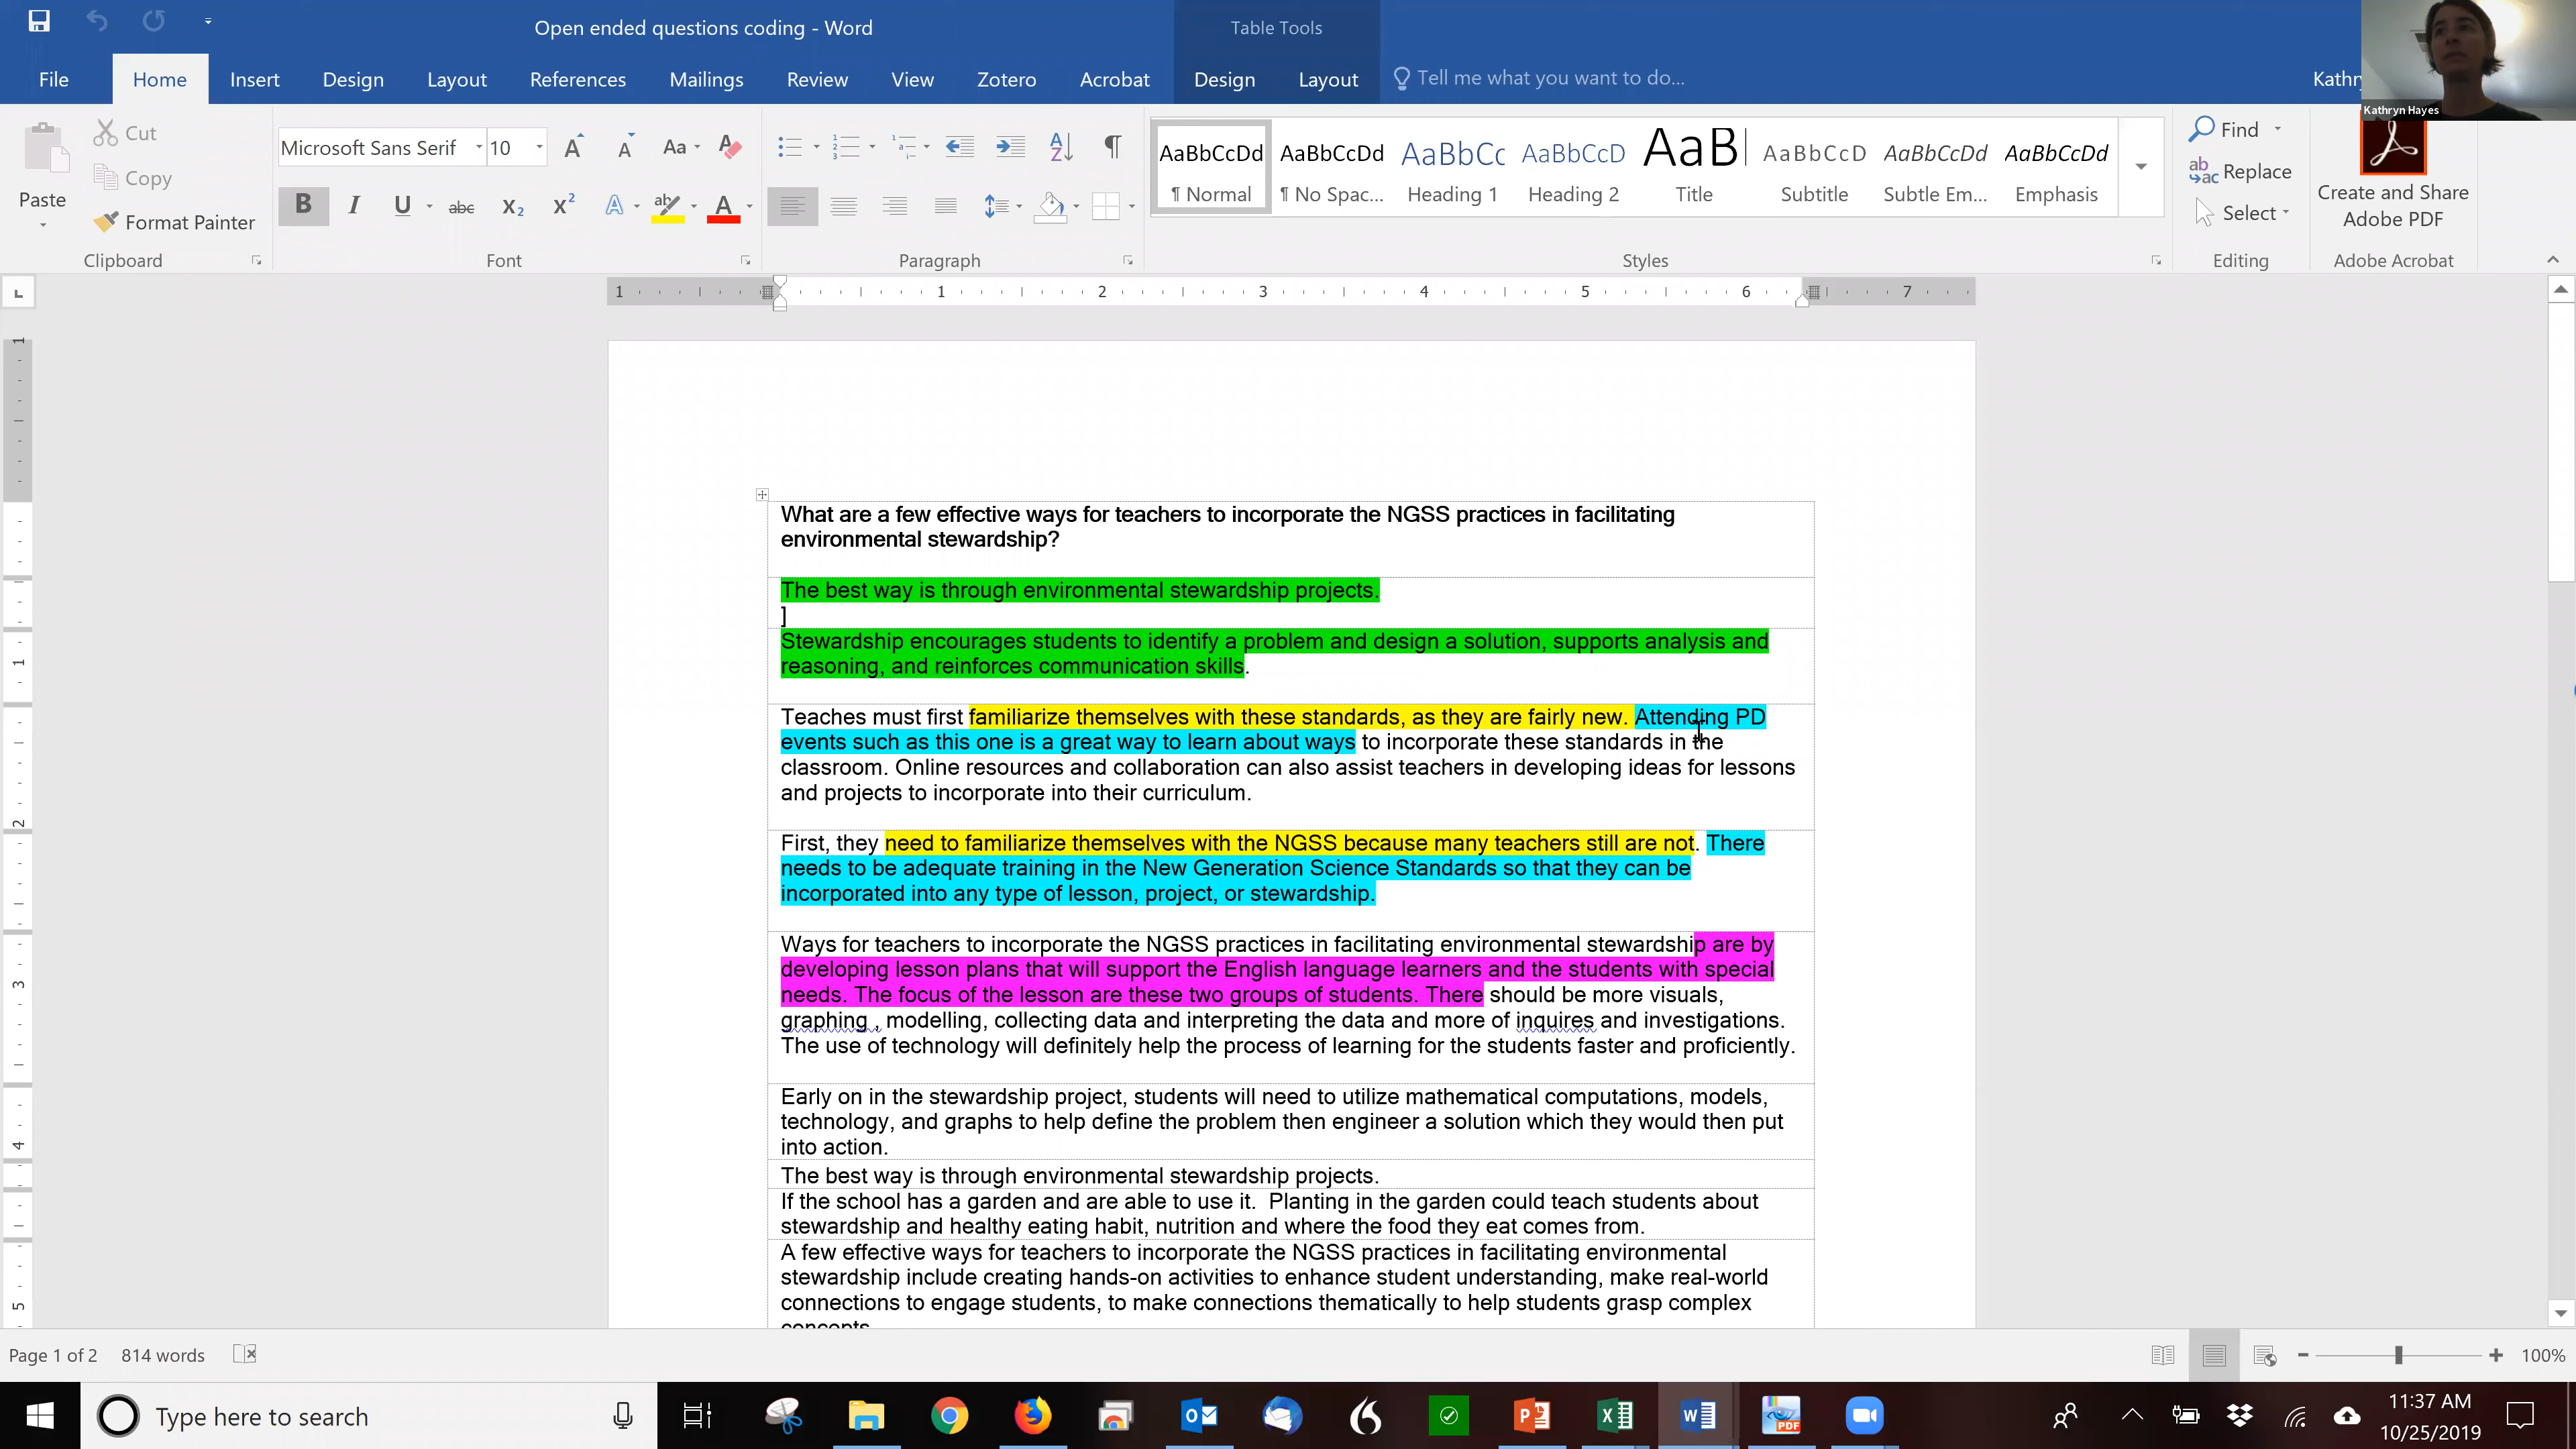 Open ended questions coding - Word
Table Tools
File Home Insert Design Layout References Mailings Review View Zotero Acrobat Design Layout Tell me what you want to do...
Kathryn Hayes
Paste
Cut
Copy
Format Painter
Clipboard
Microsoft Sans Serif 10
Font
Paragraph
AaBbCcDd AaBbCcDd AaBbCc AaBbCcD AaB AaBbCcD AaBbCcDd AaBbCcDd
¶ Normal ¶ No Spac... Heading 1 Heading 2 Title Subtitle Subtle Em... Emphasis
Styles
Find
Replace
Select
Editing
Create and Share
Adobe PDF
Adobe Acrobat
1 1 2 3 4 5 6 7
What are a few effective ways for teachers to incorporate the NGSS practices in facilitating
environmental stewardship?
The best way is through environmental stewardship projects.
]
Stewardship encourages students to identify a problem and design a solution, supports analysis and
reasoning, and reinforces communication skills.
Teaches must first familiarize themselves with these standards, as they are fairly new. Attending PD
events such as this one is a great way to learn about ways to incorporate these standards in the
classroom. Online resources and collaboration can also assist teachers in developing ideas for lessons
and projects to incorporate into their curriculum.
First, they need to familiarize themselves with the NGSS because many teachers still are not. There
needs to be adequate training in the New Generation Science Standards so that they can be
incorporated into any type of lesson, project, or stewardship.
Ways for teachers to incorporate the NGSS practices in facilitating environmental stewardship are by
developing lesson plans that will support the English language learners and the students with special
needs. The focus of the lesson are these two groups of students. There should be more visuals,
graphing , modelling, collecting data and interpreting the data and more of inquires and investigations.
The use of technology will definitely help the process of learning for the students faster and proficiently.
Early on in the stewardship project, students will need to utilize mathematical computations, models,
technology, and graphs to help define the problem then engineer a solution which they would then put
into action.
The best way is through environmental stewardship projects.
If the school has a garden and are able to use it.  Planting in the garden could teach students about
stewardship and healthy eating habit, nutrition and where the food they eat comes from.
A few effective ways for teachers to incorporate the NGSS practices in facilitating environmental
stewardship include creating hands-on activities to enhance student understanding, make real-world
connections to engage students, to make connections thematically to help students grasp complex
concepts
Page 1 of 2 814 words
100%
Type here to search
11:37 AM
10/25/2019